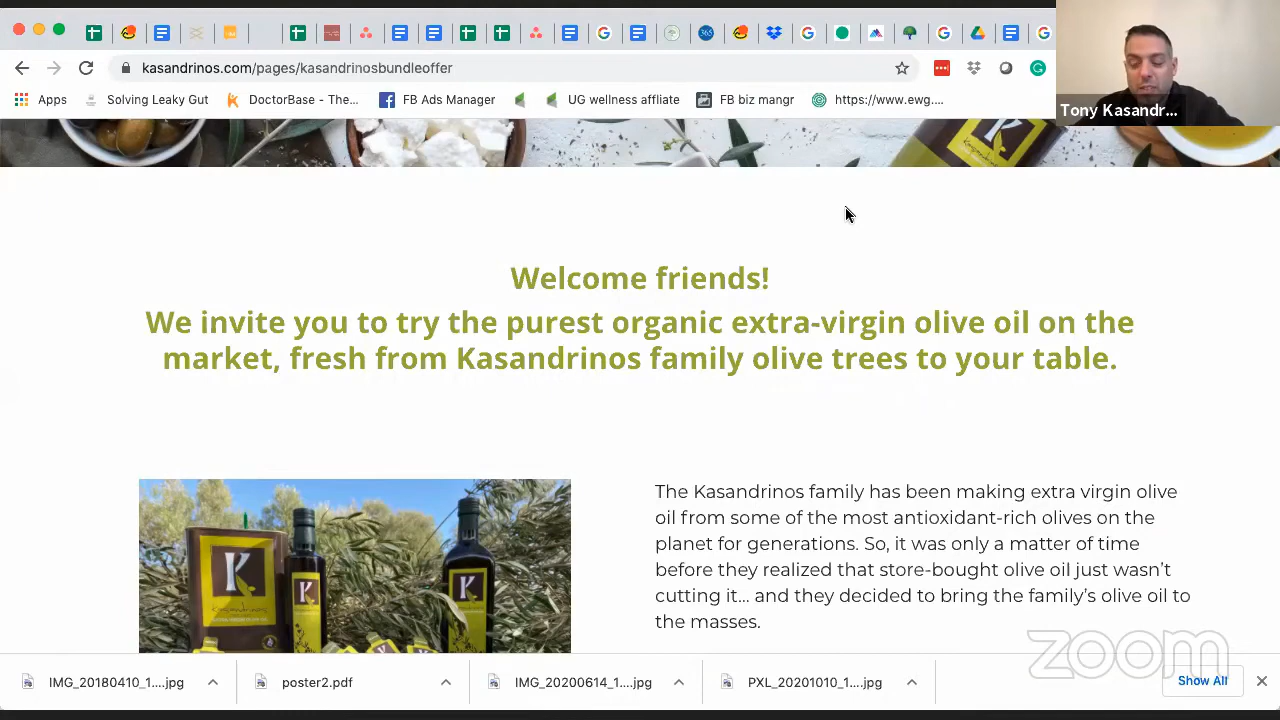 kasandrinos.com/pages/kasandrinosbundleoffer
Apps
Solving Leaky Gut
DoctorBase - The...
FB Ads Manager
UG wellness affliate
FB biz mangr
https://www.ewg....
365
Tony Kasandr...
K
Welcome friends!
We invite you to try the purest organic extra-virgin olive oil on the
market, fresh from Kasandrinos family olive trees to your table.
K
K
K
The Kasandrinos family has been making extra virgin olive
oil from some of the most antioxidant-rich olives on the
planet for generations. So, it was only a matter of time
before they realized that store-bought olive oil just wasn't
cutting it... and they decided to bring the family's olive oil to
the masses.
zoom
IMG_20180410_1....jpg
poster2.pdf
IMG_20200614_1....jpg
PXL_20201010_1....jpg
Show All